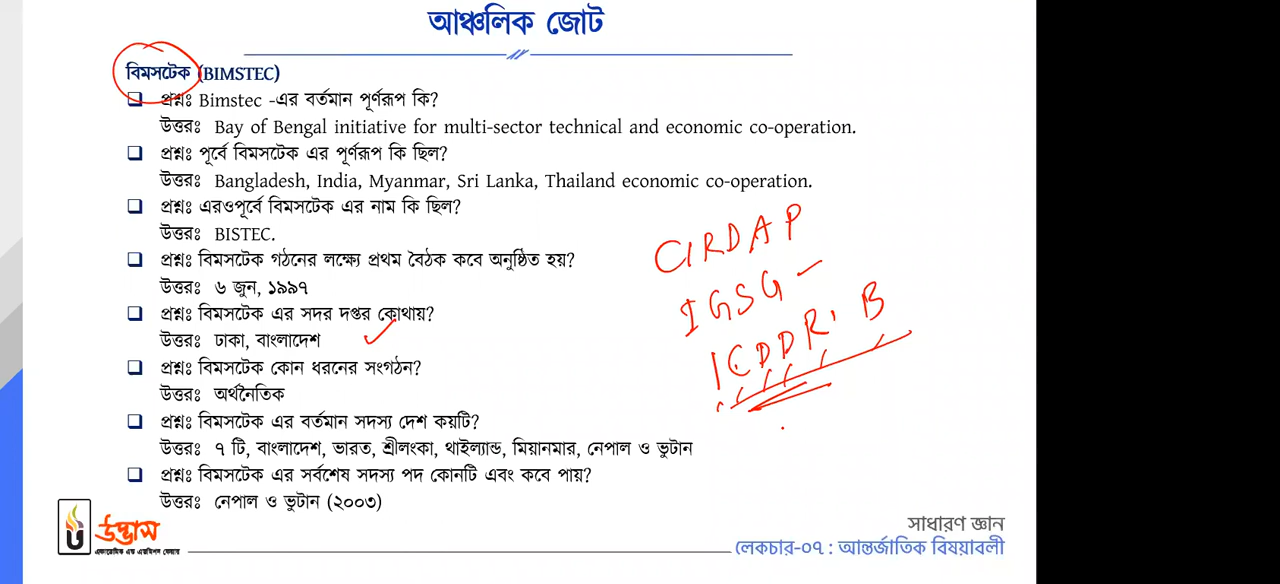 আঞ্চলিক জোট
বিমসটেক (BIMSTEC)
❑ প্রশ্নঃ Bimstec -এর বর্তমান পূর্ণরূপ কি?
উত্তরঃ Bay of Bengal initiative for multi-sector technical and economic co-operation.
❑ প্রশ্নঃ পূর্বে বিমসটেক এর পূর্ণরূপ কি ছিল?
উত্তরঃ Bangladesh, India, Myanmar, Sri Lanka, Thailand economic co-operation.
❑ প্রশ্নঃ এরওপূর্বে বিমসটেক এর নাম কি ছিল?
উত্তরঃ BISTEC.
❑ প্রশ্নঃ বিমসটেক গঠনের লক্ষ্যে প্রথম বৈঠক কবে অনুষ্ঠিত হয়?
উত্তরঃ ৬ জুন, ১৯৯৭
❑ প্রশ্নঃ বিমসটেক এর সদর দপ্তর কোথায়?
উত্তরঃ ঢাকা, বাংলাদেশ
❑ প্রশ্নঃ বিমসটেক কোন ধরনের সংগঠন?
উত্তরঃ অর্থনৈতিক
❑ প্রশ্নঃ বিমসটেক এর বর্তমান সদস্য দেশ কয়টি?
উত্তরঃ ৭ টি, বাংলাদেশ, ভারত, শ্রীলংকা, থাইল্যান্ড, মিয়ানমার, নেপাল ও ভুটান
❑ প্রশ্নঃ বিমসটেক এর সর্বশেষ সদস্য পদ কোনটি এবং কবে পায়?
উত্তরঃ নেপাল ও ভুটান (২০০৩)
CIRDAP
IGSG –
ICDDR, B
উদ্ভাস
একাডেমিক এন্ড এডমিশন কেয়ার
সাধারণ জ্ঞান
লেকচার-০৭ : আন্তর্জাতিক বিষয়াবলী